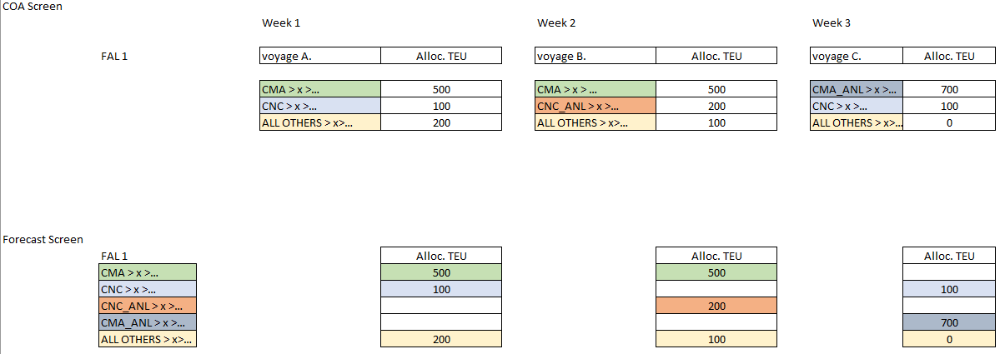 COA Screen
Week 1 Week 2 Week 3
FAL 1 voyage A. Alloc. TEU voyage B. Alloc. TEU voyage C. Alloc. TEU
CMA > x >... 500 CMA > x > ... 500 CMA_ANL > x >... 700
CNC > x >... 100 CNC_ANL > x >... 200 CNC > x >... 100
ALL OTHERS > x>... 200 ALL OTHERS > x>... 100 ALL OTHERS > x>... 0
Forecast Screen
FAL 1 Alloc. TEU Alloc. TEU Alloc. TEU
CMA > x >... 500 500
CNC > x >... 100 100
CNC_ANL > x >... 200
CMA_ANL > x >... 700
ALL OTHERS > x>... 200 100 0